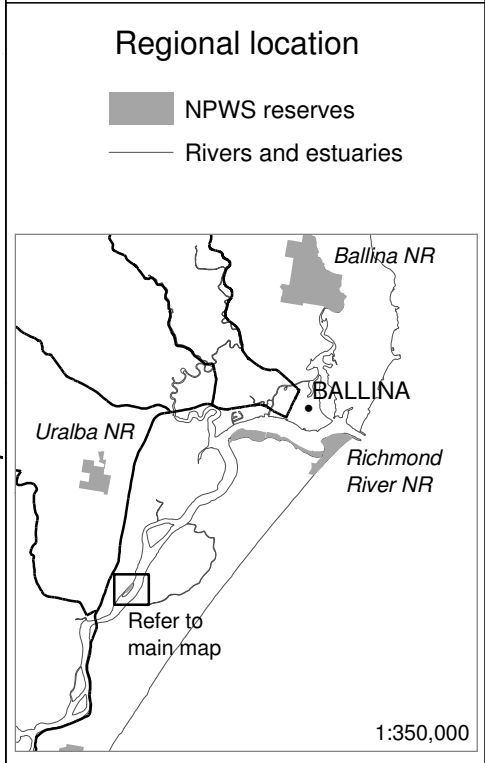 Regional location
NPWS reserves
Rivers and estuaries
Ballina NR
BALLINA
Uralba NR
Richmond
River NR
Refer to
main map
1:350,000